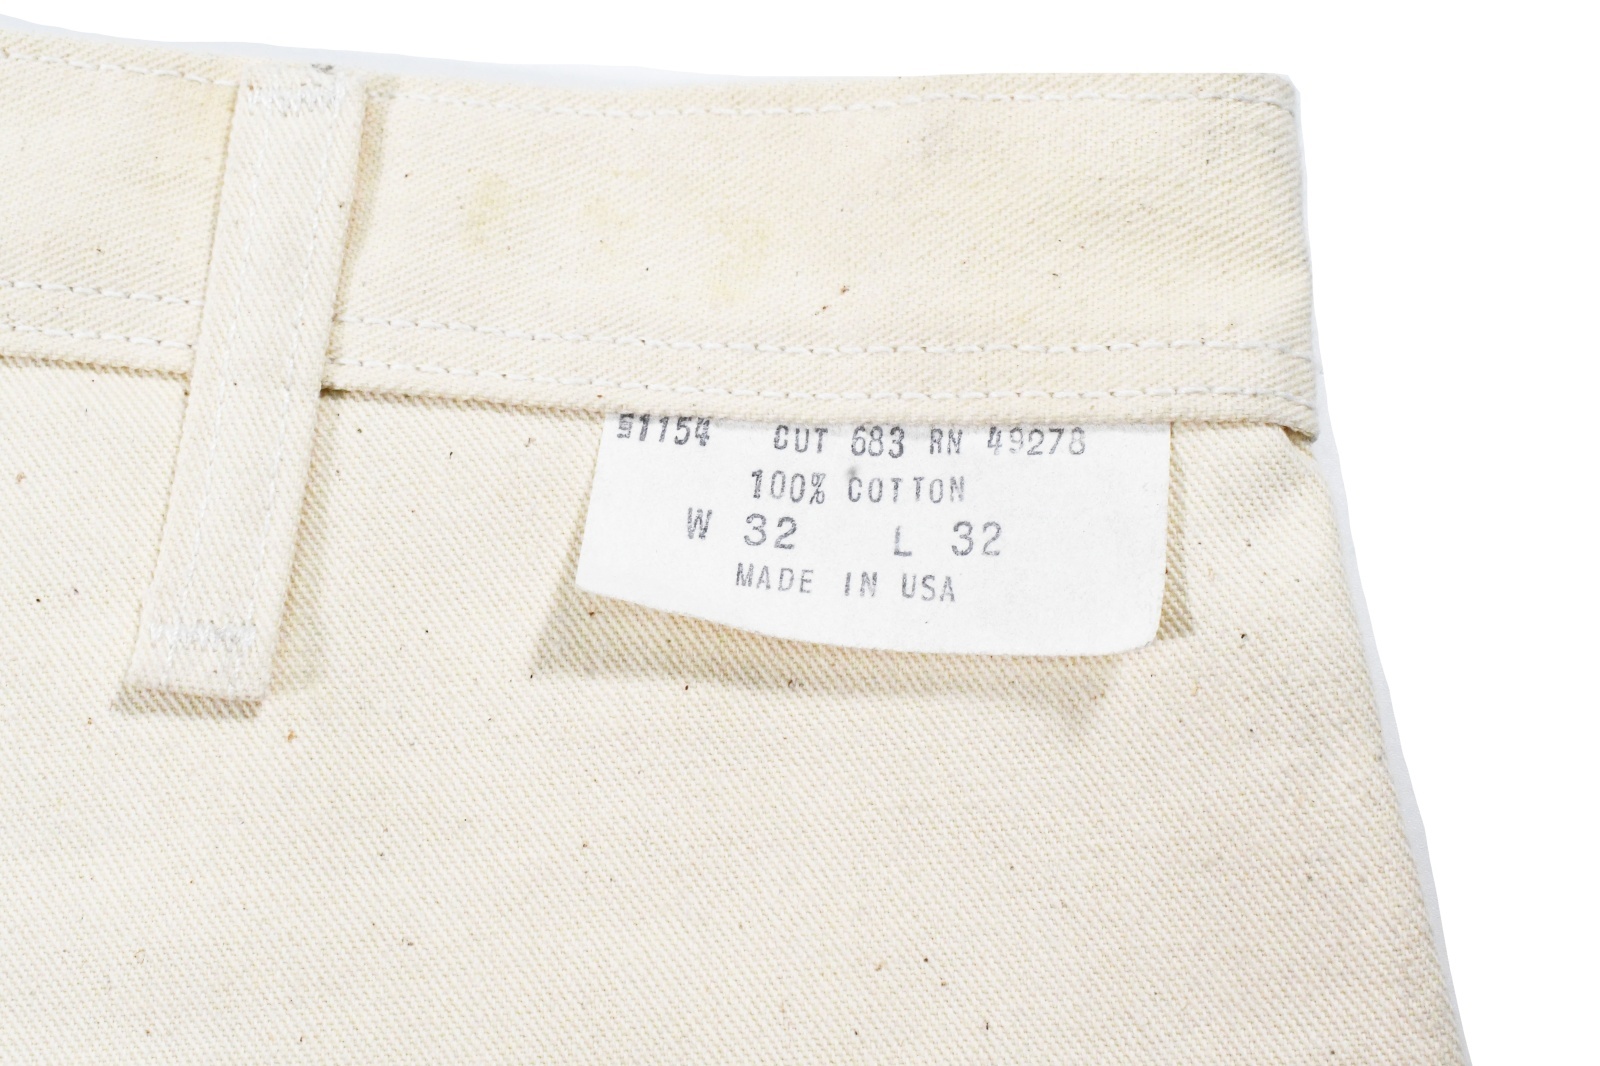 51154 CUT 683 RN 49278
100% COTTON
W 32 L 32
MADE IN USA